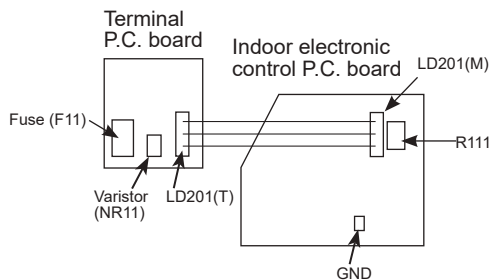 Terminal
P.C. board
Indoor electronic
control P.C. board
LD201(M)
Fuse (F11)
R111
Varistor
(NR11)
LD201(T)
GND